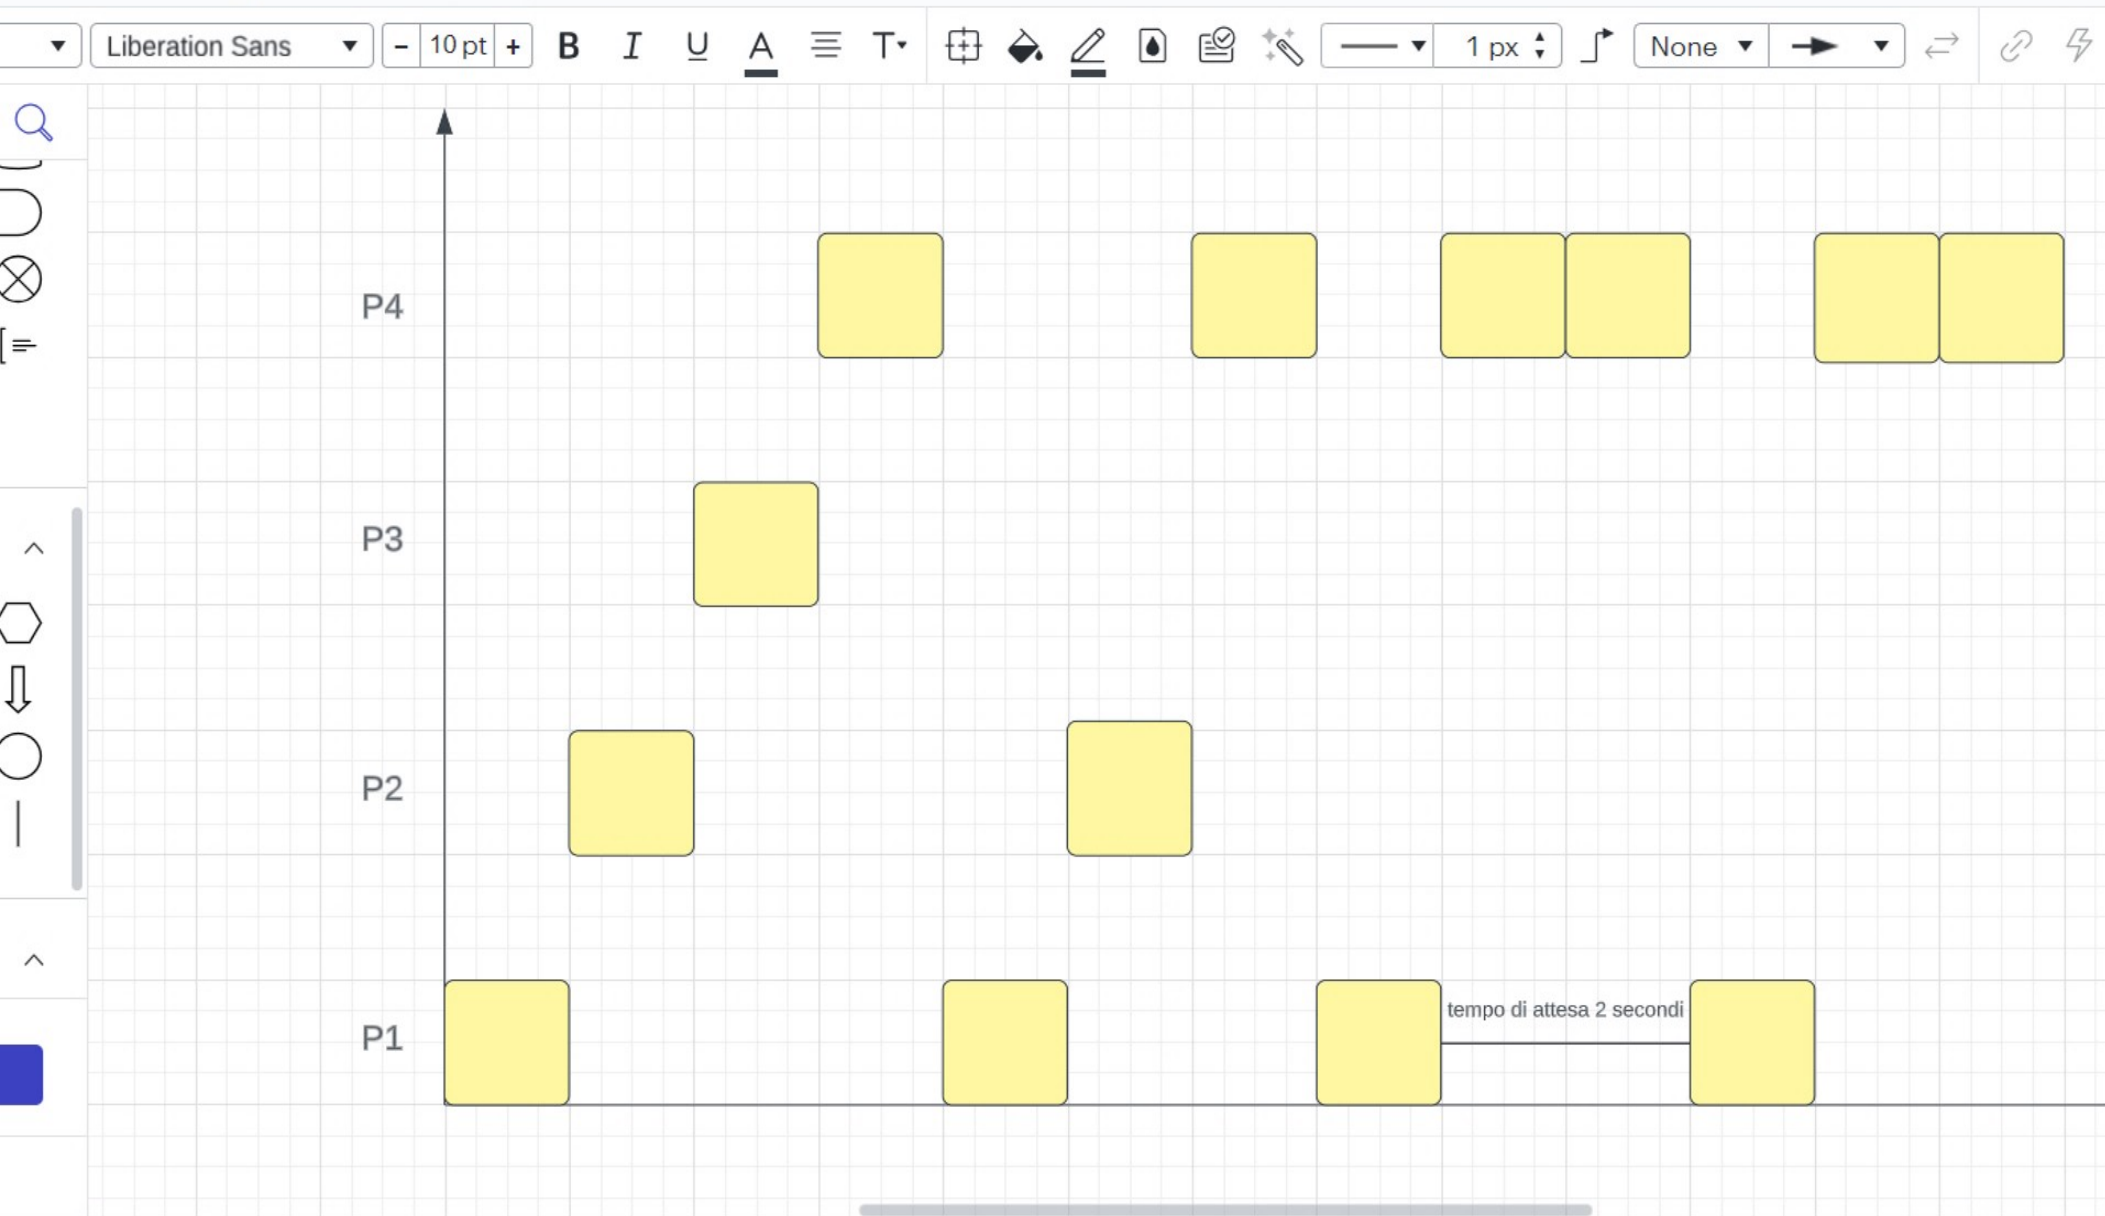 Liberation Sans − 10 pt + B I U A T 1 px None
P4
P3
P2
tempo di attesa 2 secondi
P1